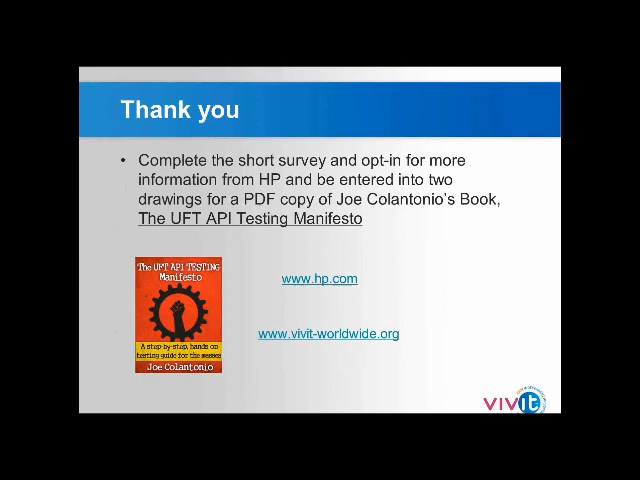 Thank you
• Complete the short survey and opt-in for more
information from HP and be entered into two
drawings for a PDF copy of Joe Colantonio's Book,
The UFT API Testing Manifesto
The UFT API TESTING
Manifesto
A step-by-step, hands on
testing guide for the masses
Joe Colantonio
www.hp.com
www.vivit-worldwide.org
vivit